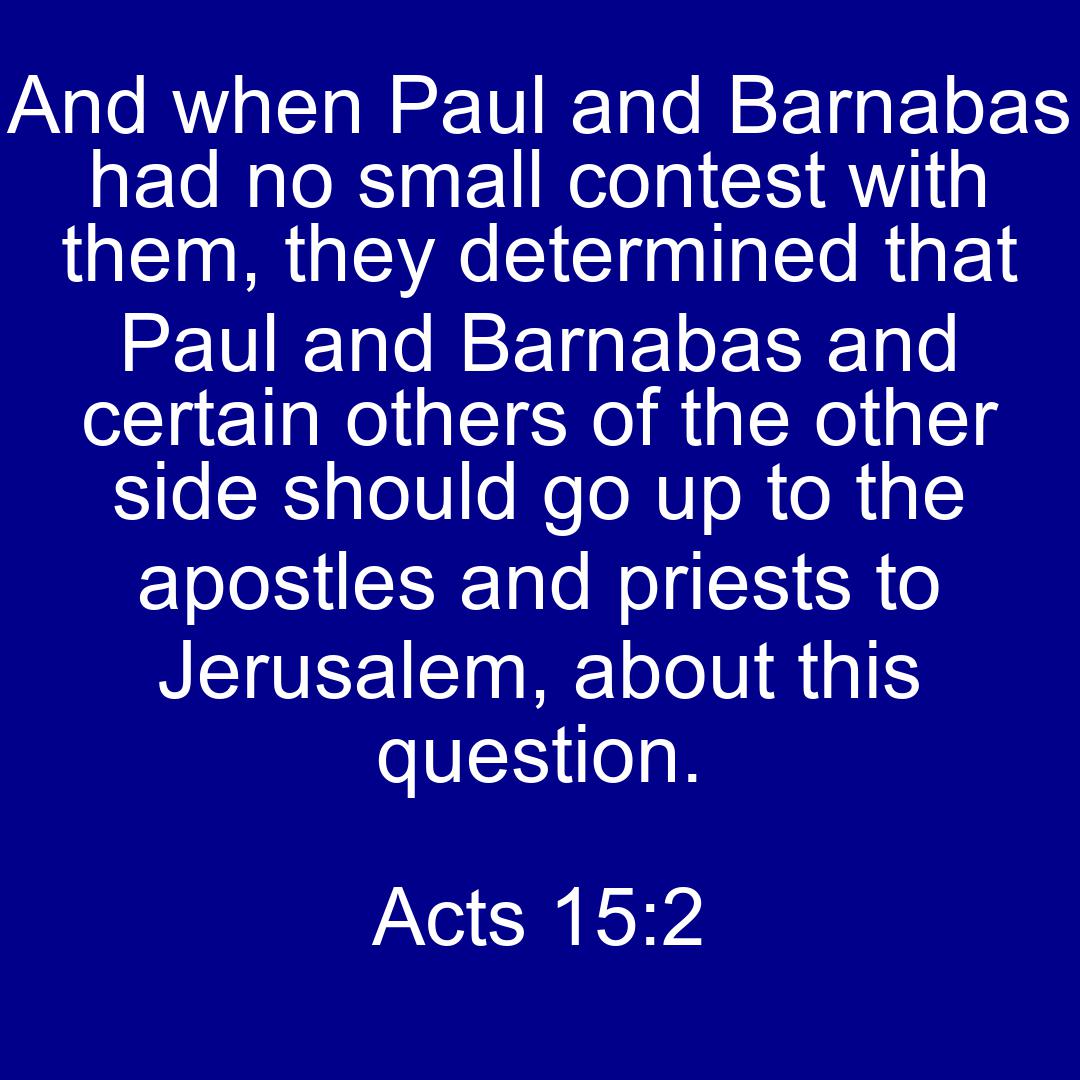 And when Paul and Barnabas
had no small contest with
them, they determined that
Paul and Barnabas and
certain others of the other
side should go up to the
apostles and priests to
Jerusalem, about this
question.
Acts 15:2